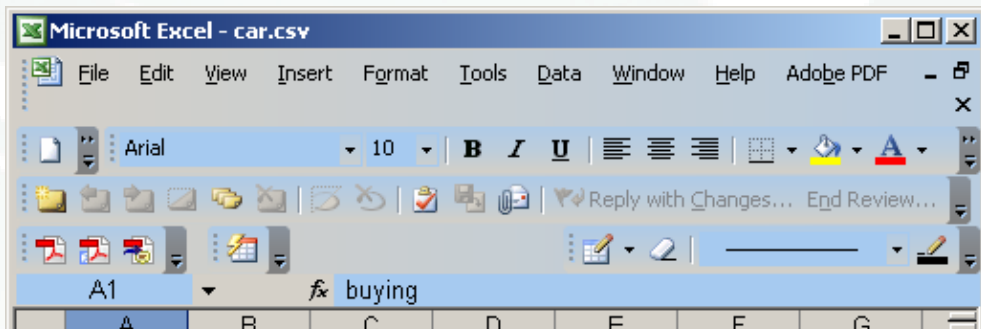 Microsoft Excel - car.csv
File Edit View Insert Format Tools Data Window Help Adobe PDF
Arial 10 B I U A
Reply with Changes... End Review...
A1 fx buying
A B C D E F G